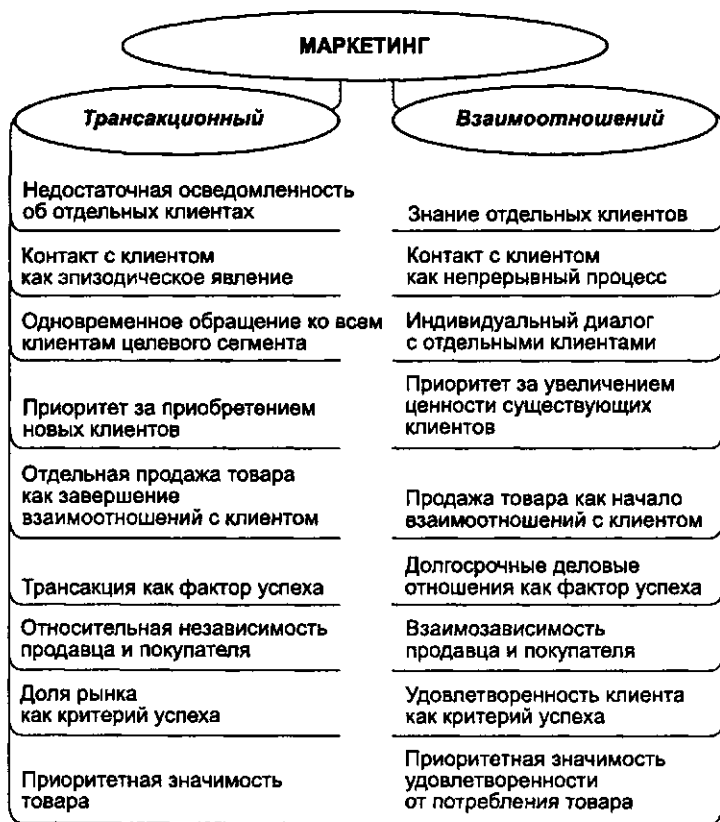 МАРКЕТИНГ
Трансакционный
Взаимоотношений
Недостаточная осведомленность
об отдельных клиентах
Знание отдельных клиентов
Контакт с клиентом
как эпизодическое явление
Контакт с клиентом
как непрерывный процесс
Одновременное обращение ко всем
клиентам целевого сегмента
Индивидуальный диалог
с отдельными клиентами
Приоритет за приобретением
новых клиентов
Приоритет за увеличением
ценности существующих
клиентов
Отдельная продажа товара
как завершение
взаимоотношений с клиентом
Продажа товара как начало
взаимоотношений с клиентом
Трансакция как фактор успеха
Долгосрочные деловые
отношения как фактор успеха
Относительная независимость
продавца и покупателя
Взаимозависимость
продавца и покупателя
Доля рынка
как критерий успеха
Удовлетворенность клиента
как критерий успеха
Приоритетная значимость
товара
Приоритетная значимость
удовлетворенности
от потребления товара